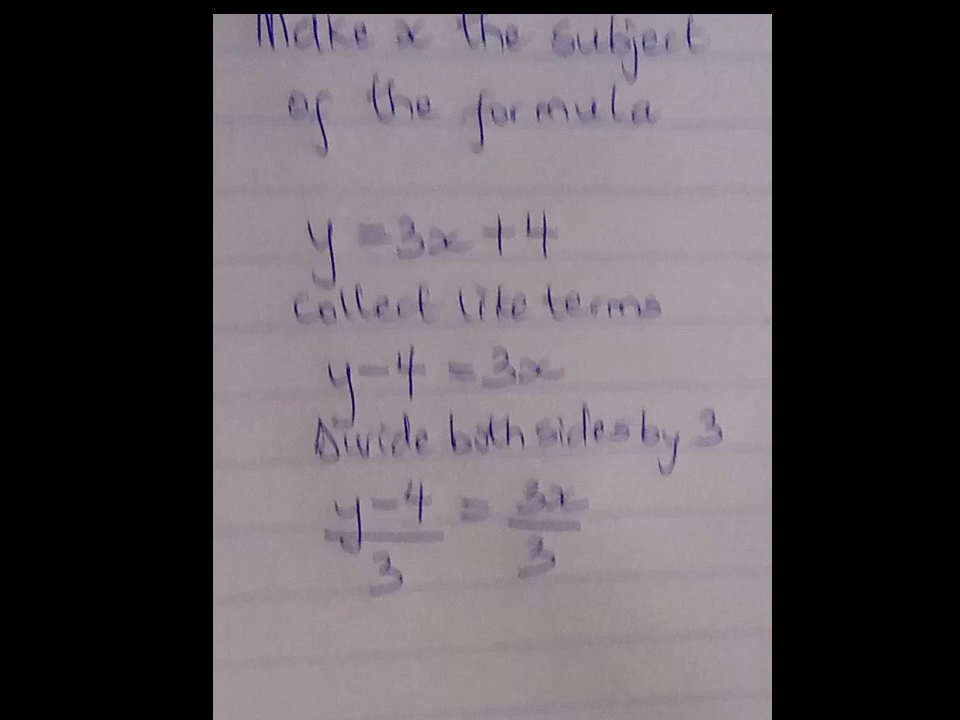 Make x the subject
of the formula
y = 3x + 4
Collect like terms
y - 4 = 3x
Divide both sides by 3
y - 4 / 3 = 3x / 3